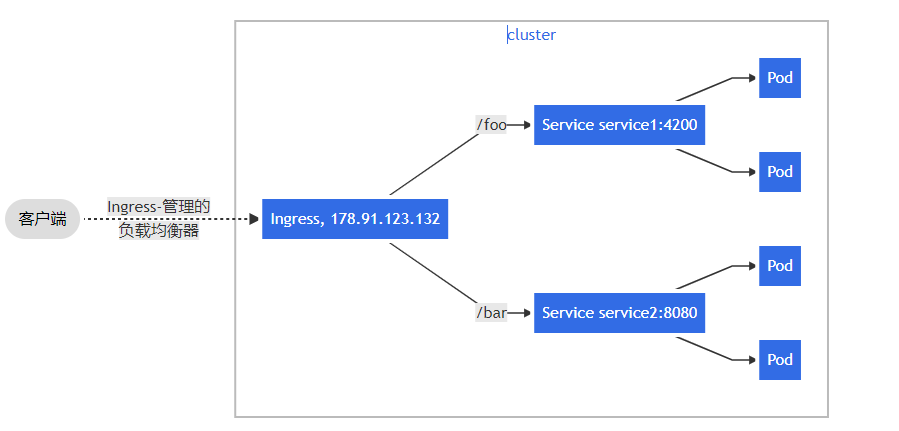 cluster
Pod
/foo
Service service1:4200
Pod
客户端
Ingress-管理的
负载均衡器
Ingress, 178.91.123.132
Pod
/bar
Service service2:8080
Pod